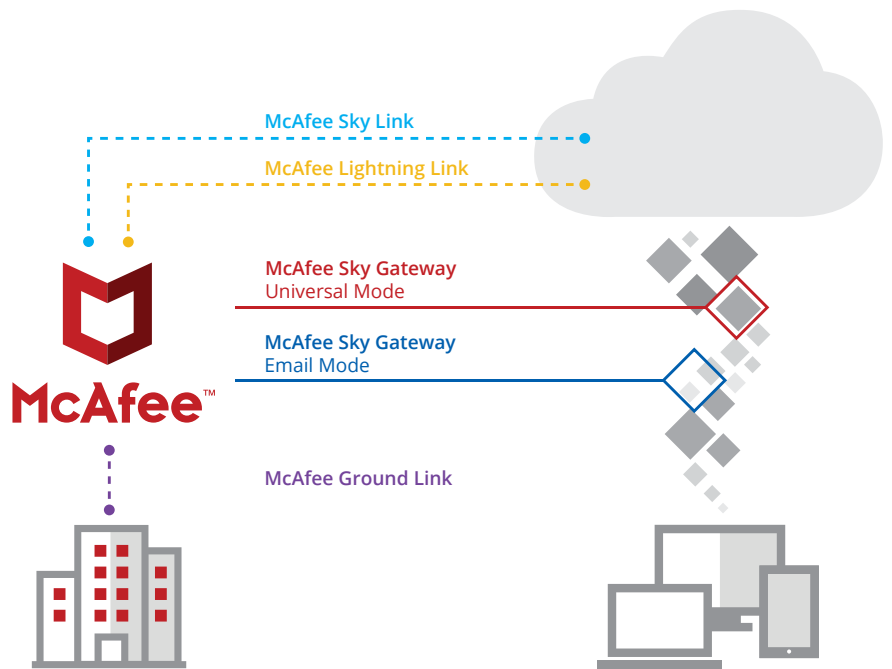 McAfee Sky Link
McAfee Lightning Link
McAfee Sky Gateway
Universal Mode
McAfee Sky Gateway
Email Mode
McAfee™
McAfee Ground Link